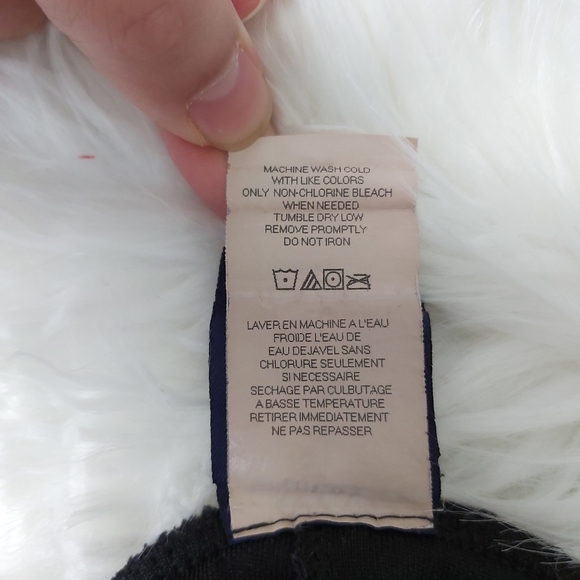 MACHINE WASH COLD
WITH LIKE COLORS
ONLY NON-CHLORINE BLEACH
WHEN NEEDED
TUMBLE DRY LOW
REMOVE PROMPTLY
DO NOT IRON
LAVER EN MACHINE A L'EAU
FROIDE L'EAU DE
EAU DEJAVEL SANS
CHLORURE SEULEMENT
SI NECESSAIRE
SECHAGE PAR CULBUTAGE
A BASSE TEMPERATURE
RETIRER IMMEDIATEMENT
NE PAS REPASSER